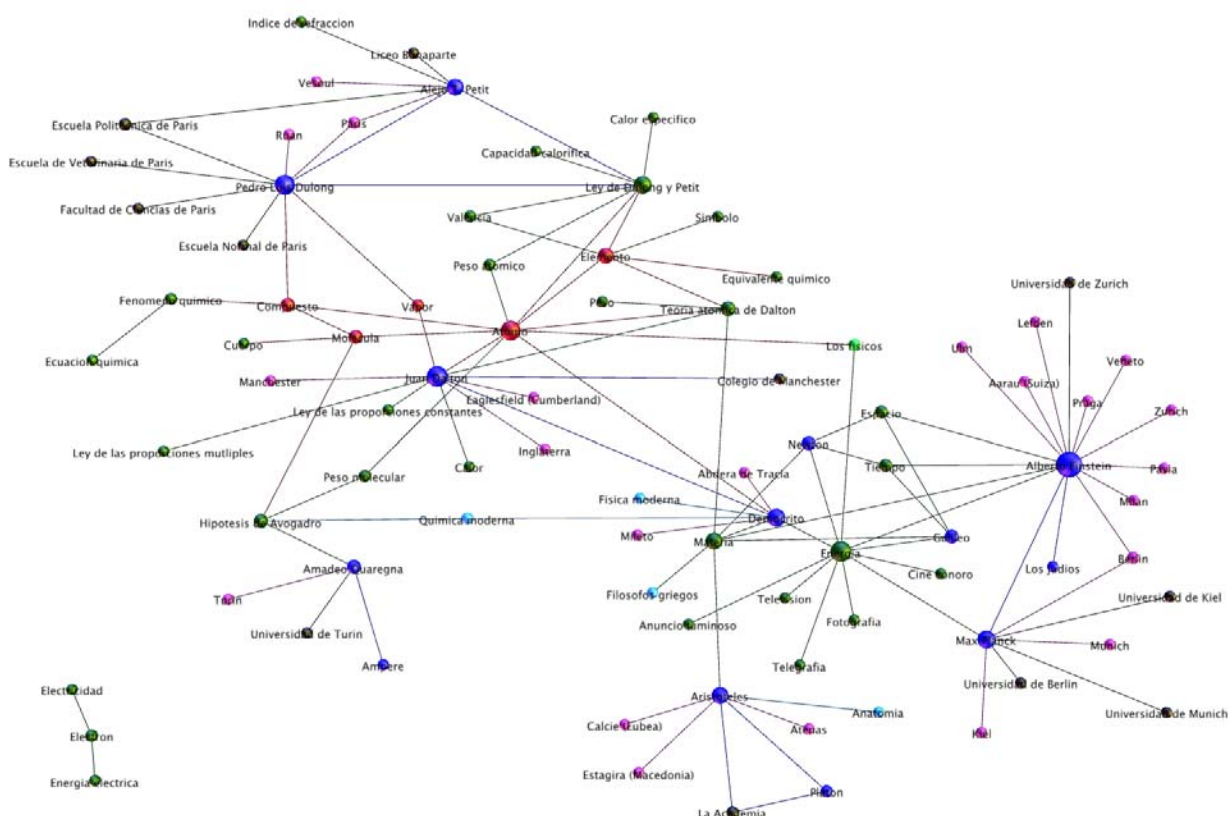 Indice de refraccion
Liceo Bonaparte
Vesoul
Alejo T. Petit
Escuela Politecnica de Paris
Paris
Ruan
Calor especifico
Capacidad calorifica
Escuela de Veterinaria de Paris
Pedro Luis Dulong
Ley de Dulong y Petit
Facultad de Ciencias de Paris
Valencia
Simbolo
Escuela Normal de Paris
Elemento
Peso atomico
Equivalente quimico
Universidad de Zurich
Fenomeno quimico
Compuesto
Vapor
Peso
Teoria atomica de Dalton
Leiden
Atomo
Ulm
Cuerpo
Molecula
Los fisicos
Veneto
Ecuacion quimica
Manchester
Juan Dalton
Colegio de Manchester
Aarau (Suiza)
Eaglesfield (Cumberland)
Praga
Ley de las proporciones constantes
Espacio
Zurich
Newton
Ley de las proporciones mutliples
Inglaterra
Calor
Tiempo
Alberto Einstein
Pavia
Peso molecular
Abdera de Tracia
Fisica moderna
Milan
Hipotesis de Avogadro
Quimica moderna
Democrito
Mileto
Materia
Energia
Galileo
Berlin
Amadeo Quaregna
Cine sonoro
Los judios
Turin
Filosofos griegos
Television
Universidad de Kiel
Anuncio luminoso
Fotografia
Universidad de Turin
Max Planck
Munich
Ampere
Telegrafia
Universidad de Berlin
Electricidad
Aristoteles
Universidad de Munich
Calcie (Eubea)
Atenas
Anatomia
Kiel
Electron
Estagira (Macedonia)
Energia electrica
Platon
La Academia